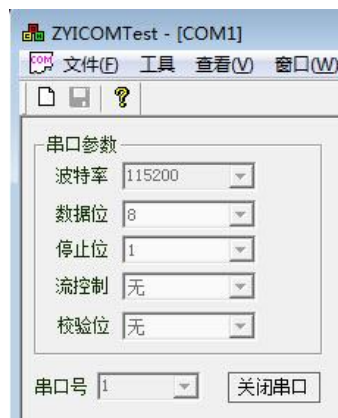 ZYICOMTest - [COM1]
COM 文件(F) 工具 查看(V) 窗口(W)
串口参数
波特率 115200
数据位 8
停止位 1
流控制 无
校验位 无
串口号 1 关闭串口